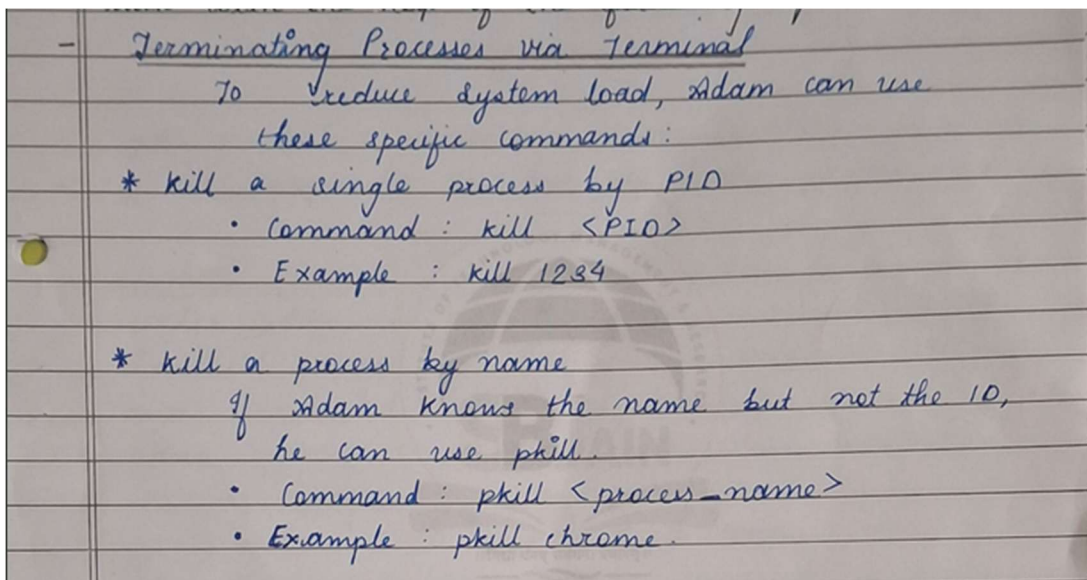 - Terminating Processes via Terminal
To reduce system load, Adam can use
these specific commands:
* kill a single process by PID
• Command : kill <PID>
• Example : kill 1234
* kill a process by name
If Adam knows the name but not the ID,
he can use pkill.
• Command : pkill <process_name>
• Example : pkill chrome.